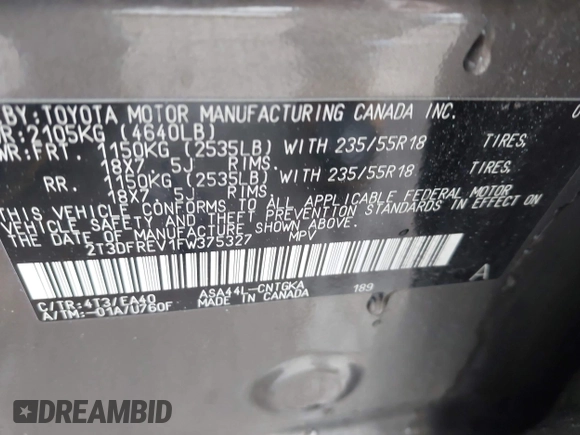 BY: TOYOTA MOTOR MANUFACTURING CANADA INC.
R: 2105KG (4640LB)
WR: FRT. 1150KG (2535LB) WITH 235/55R18 TIRES,
18X7 5J RIMS.
RR. 1150KG (2535LB) WITH 235/55R18 TIRES,
18X7 5J RIMS.
THIS VEHICLE CONFORMS TO ALL APPLICABLE FEDERAL MOTOR
VEHICLE SAFETY AND THEFT PREVENTION STANDARDS IN EFFECT ON
THE DATE OF MANUFACTURE SHOWN ABOVE.
2T3DFREV1FW375327 MPV
A
C/TR: 4T3/EA40 ASA44L-CNTGKA 189
A/TM: -01A/U760F MADE IN CANADA
DREAMBID